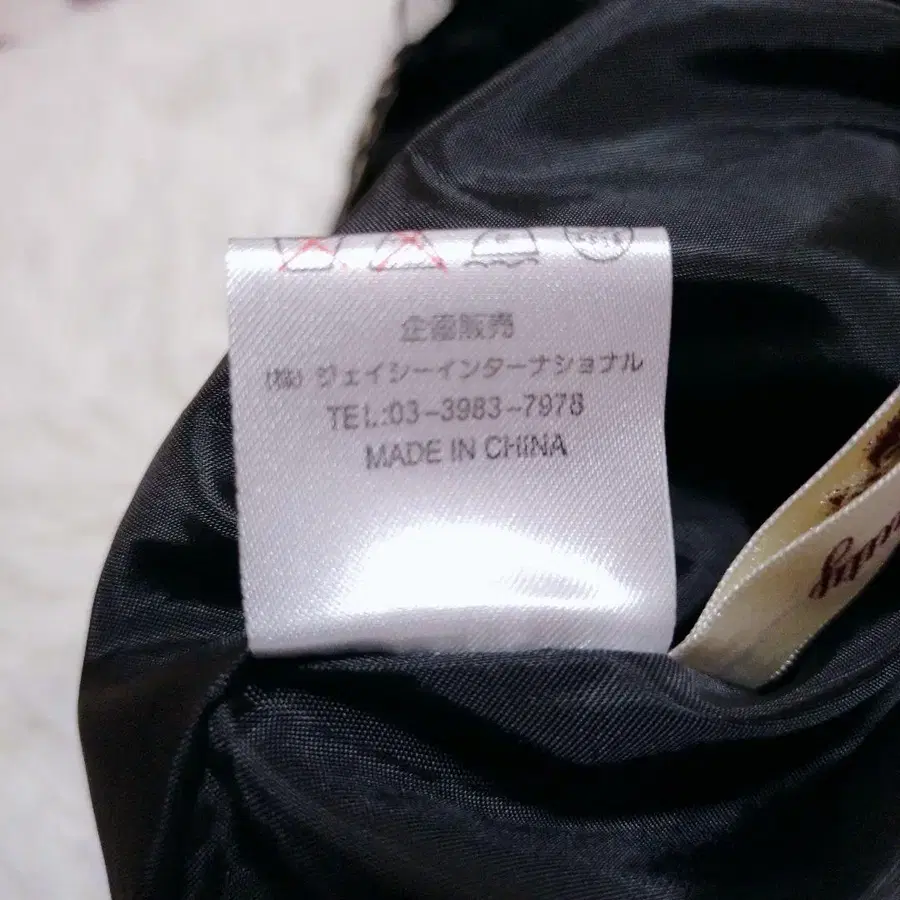 企画販売
(株) ジェイシーインターナショナル
TEL.:03-3983-7978
MADE IN CHINA